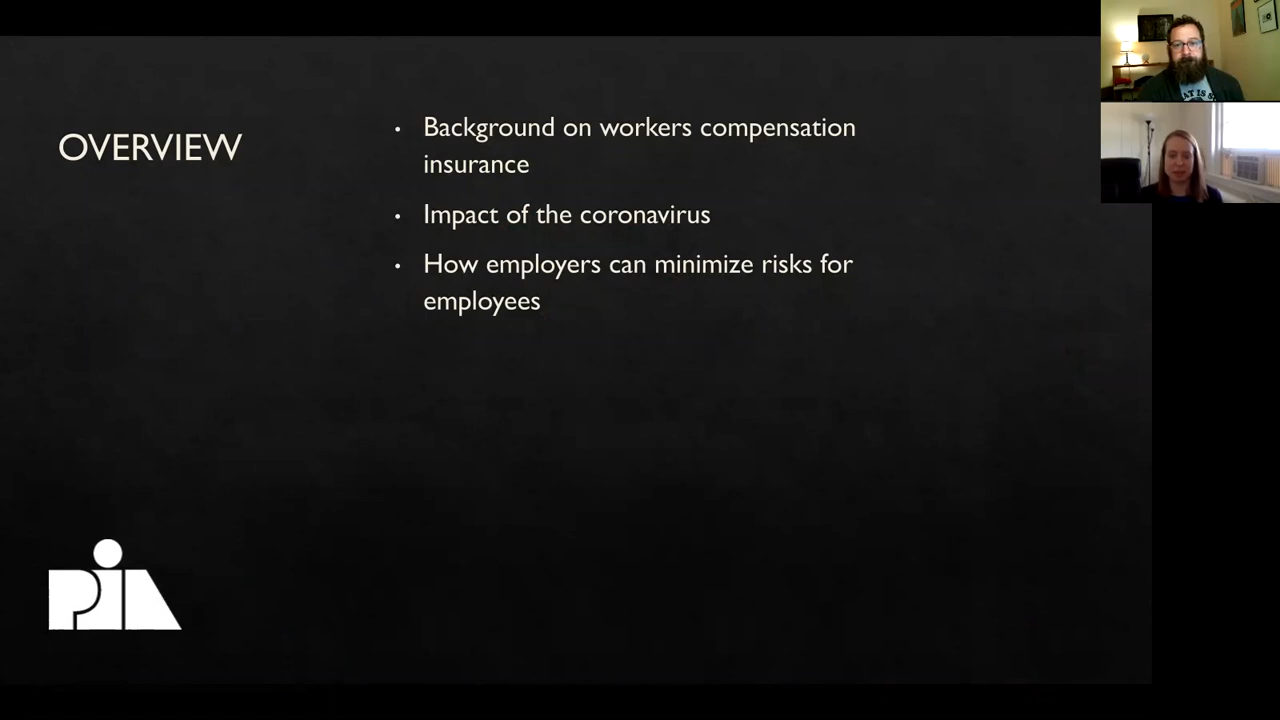 OVERVIEW
• Background on workers compensation
insurance
• Impact of the coronavirus
• How employers can minimize risks for
employees
PIA